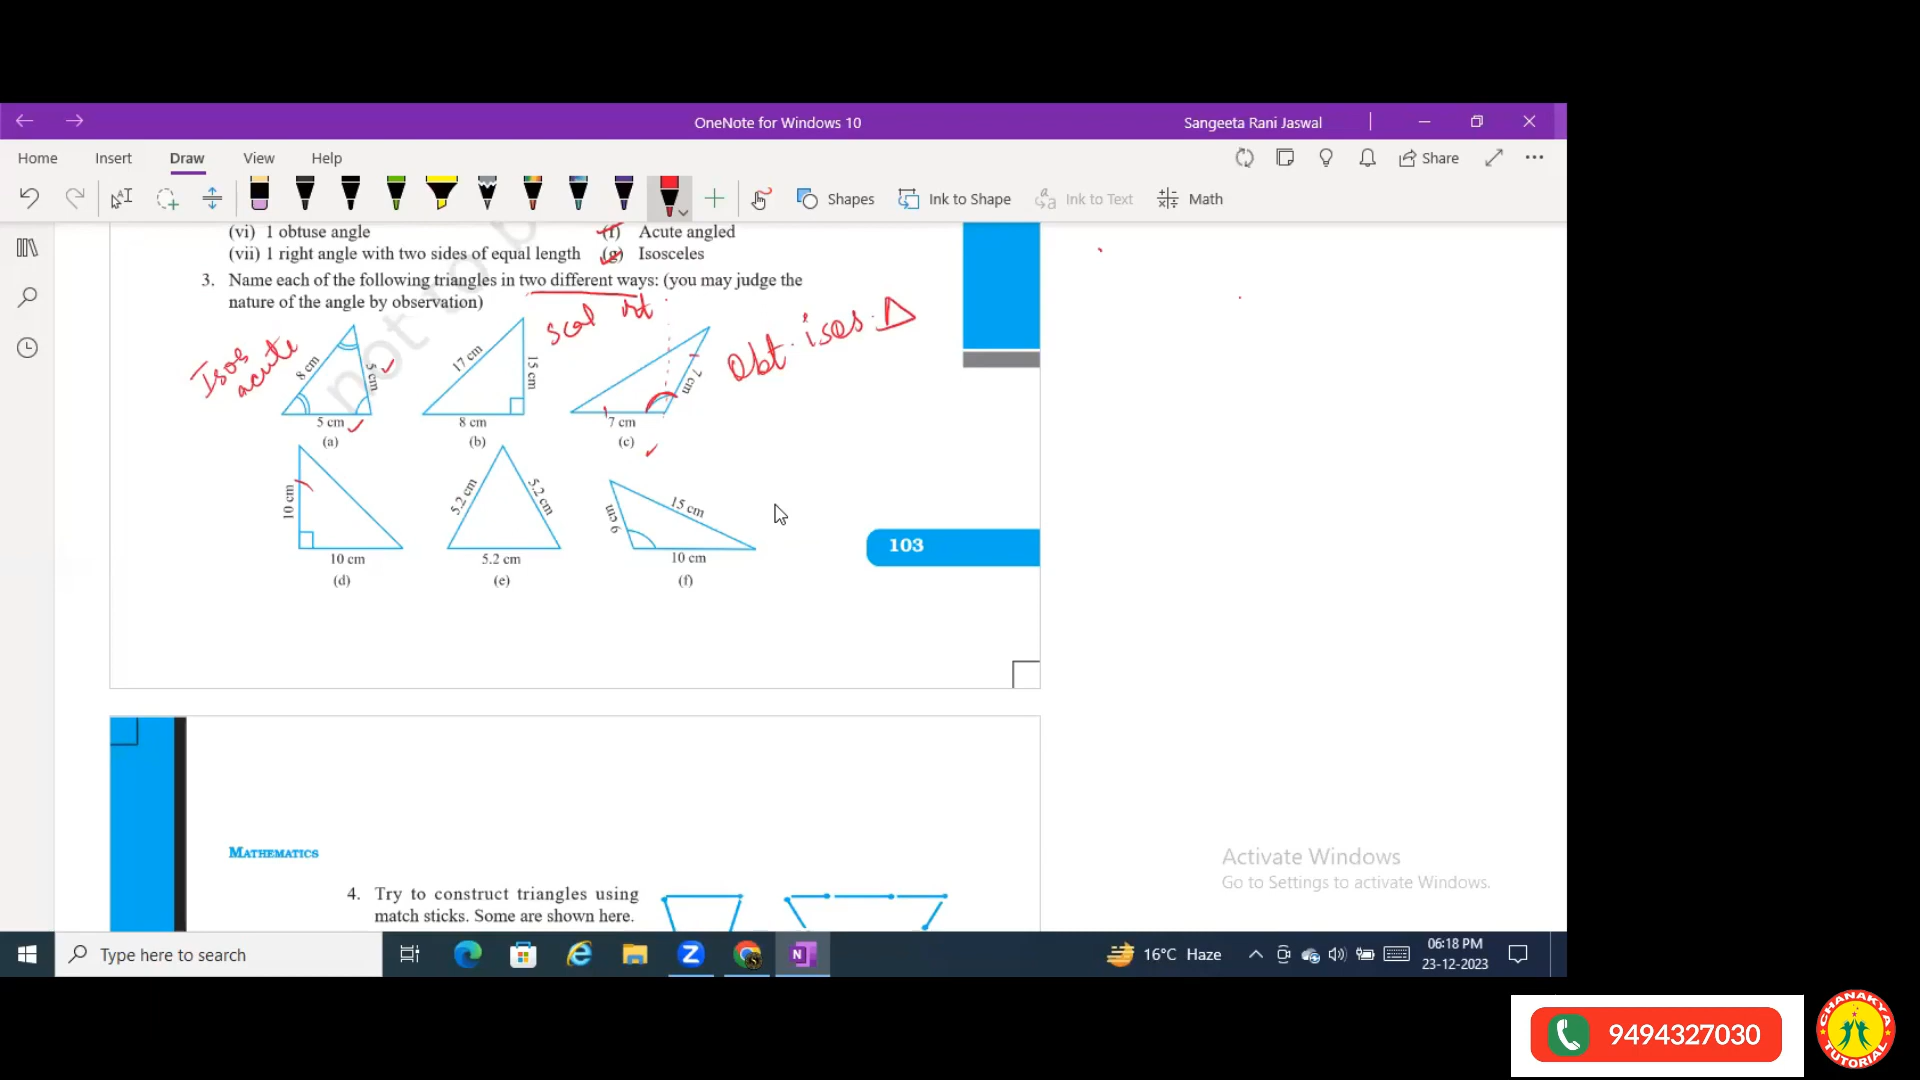 OneNote for Windows 10
Sangeeta Rani Jaswal
Home Insert Draw View Help
Share
Shapes Ink to Shape Ink to Text Math
(vi) 1 obtuse angle (f) Acute angled
(vii) 1 right angle with two sides of equal length (g) Isosceles
3. Name each of the following triangles in two different ways: (you may judge the
nature of the angle by observation)
not to b
Isos
acute
scal rt
Obt. isos. Δ
8 cm
5 cm
5 cm
(a)
17 cm
15 cm
8 cm
(b)
7 cm
7 cm
(c)
10 cm
10 cm
(d)
5.2 cm
5.2 cm
5.2 cm
(e)
9 cm
15 cm
10 cm
(f)
103
MATHEMATICS
4. Try to construct triangles using
match sticks. Some are shown here.
Activate Windows
Go to Settings to activate Windows.
Type here to search
16°C Haze
06:18 PM
23-12-2023
9494327030
CHANAKYA
TUTORIAL